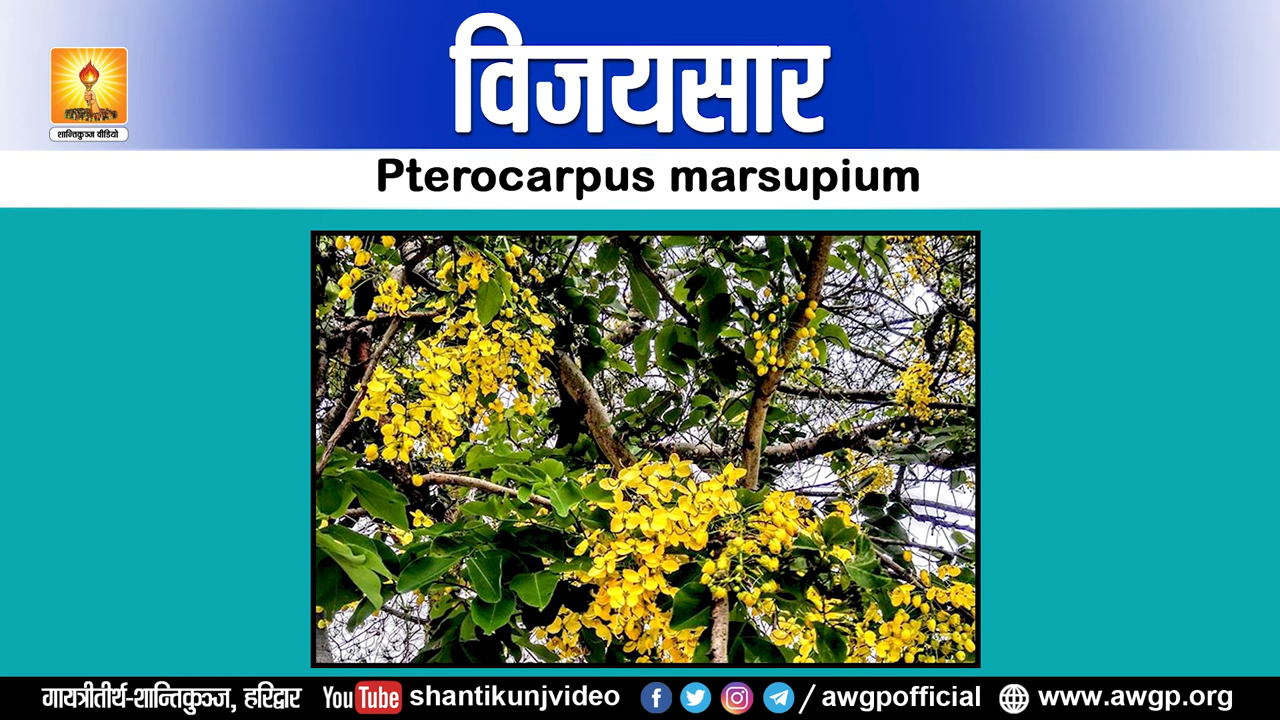 विजयसार
शान्तिकुञ्ज वीडियो
Pterocarpus marsupium
गायत्रीतीर्थ-शान्तिकुञ्ज, हरिद्वार YouTube shantikunjvideo /awgpofficial www.awgp.org